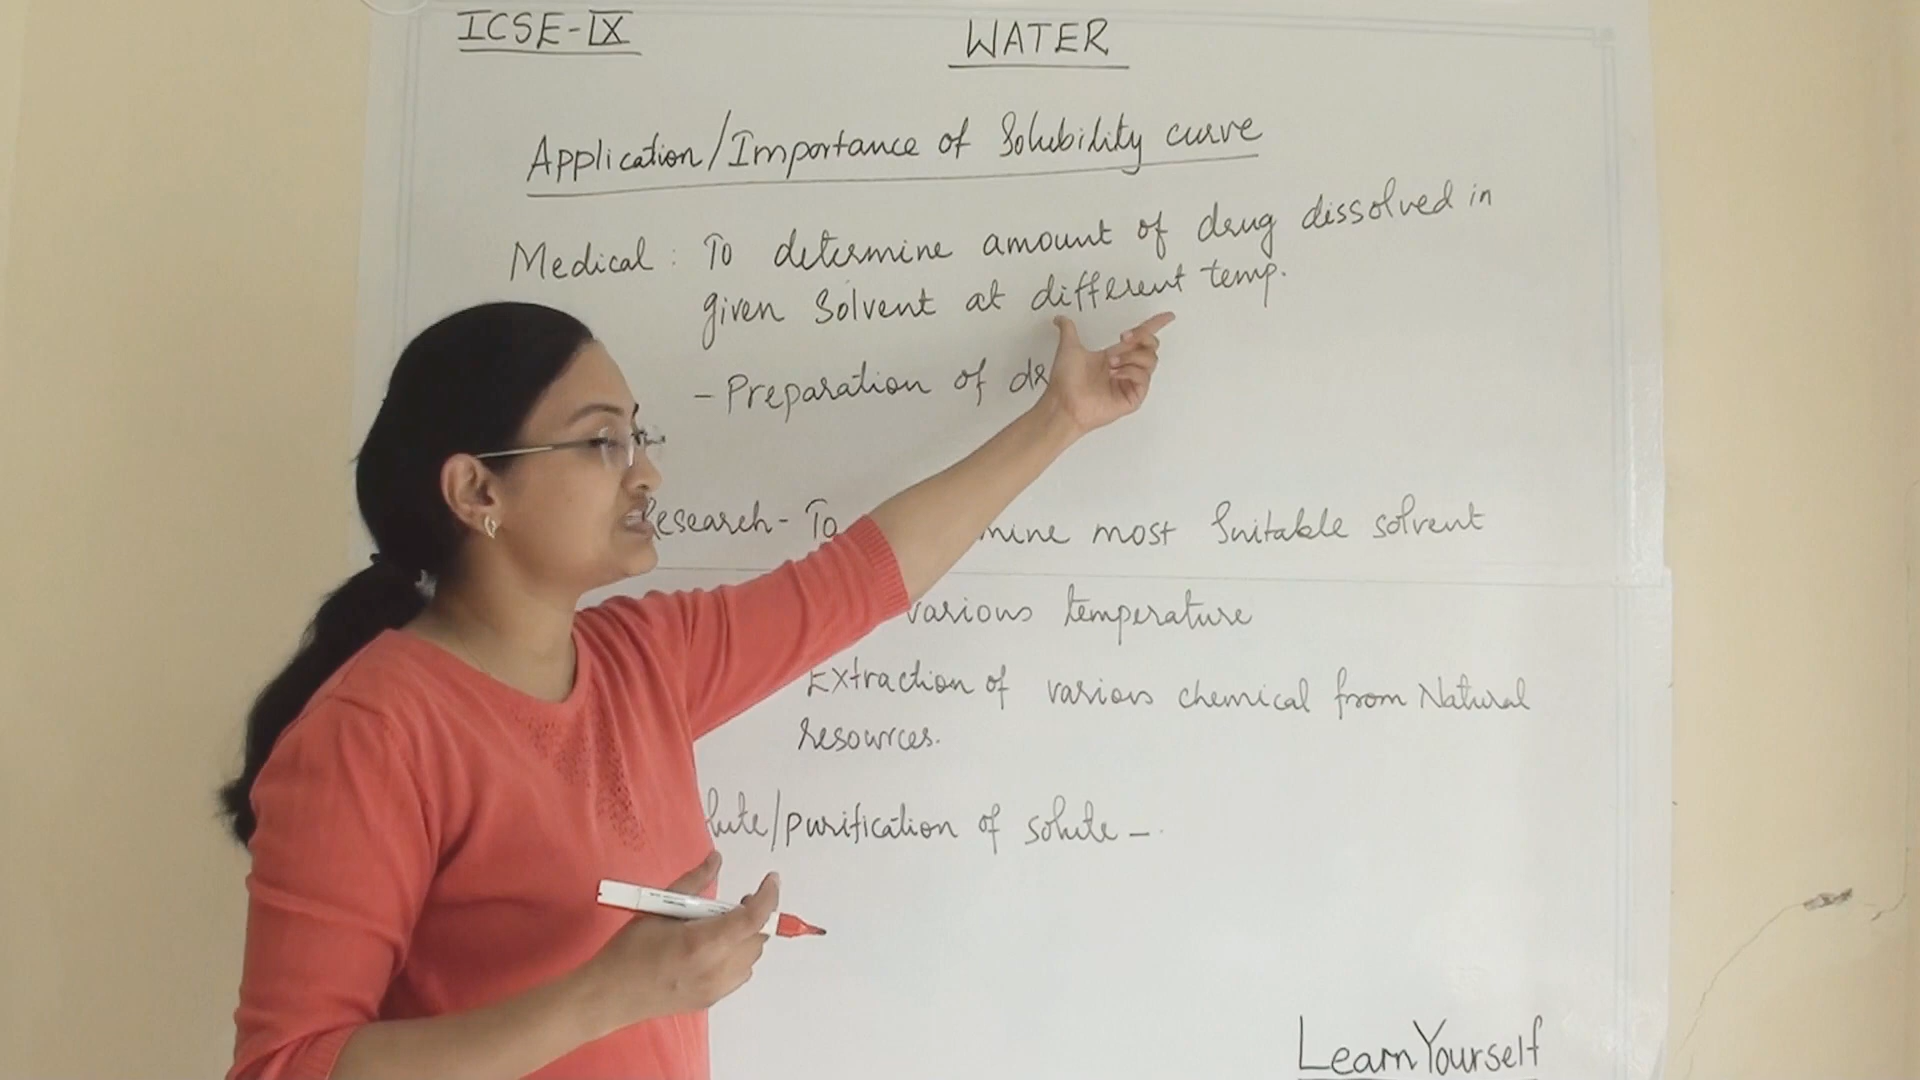 ICSE-IX
WATER
Application/Importance of Solubility curve
Medical : To determine amount of drug dissolved in
given Solvent at different temp.
- Preparation of
Research - To most Suitable solvent
various temperature
Extraction of various chemical from Natural
resources.
/purification of solute -
LearnYourself